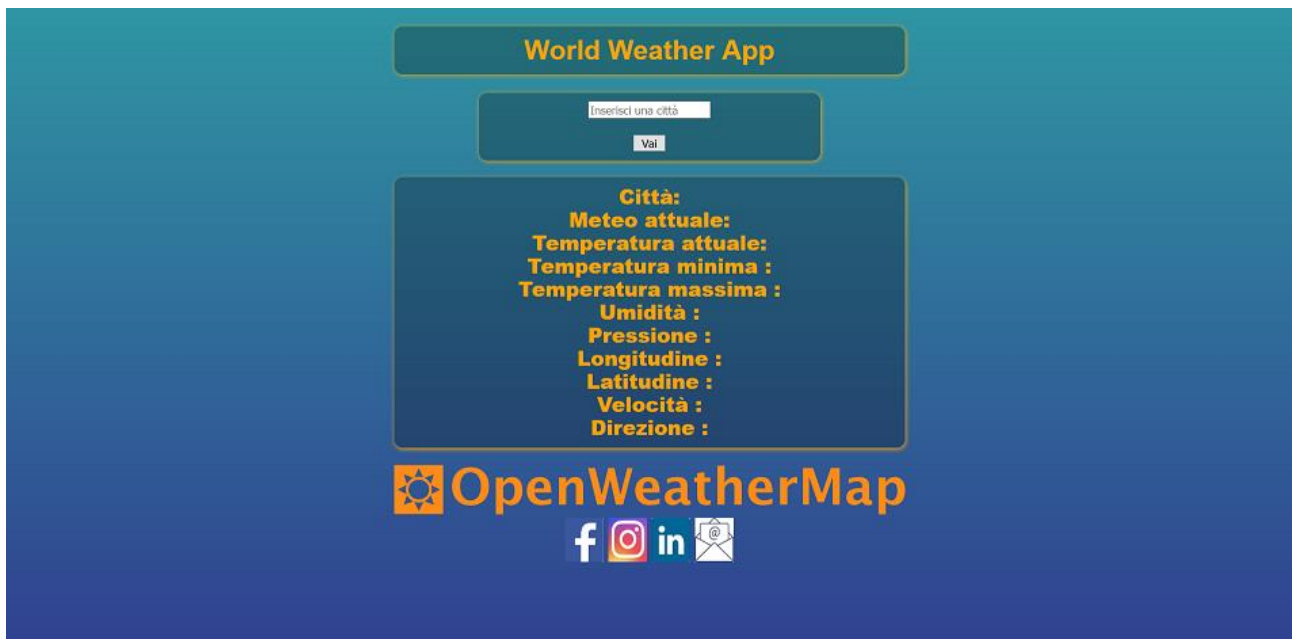 World Weather App
Inserisci una città
Vai
Città:
Meteo attuale:
Temperatura attuale:
Temperatura minima :
Temperatura massima :
Umidità :
Pressione :
Longitudine :
Latitudine :
Velocità :
Direzione :
OpenWeatherMap
f in @